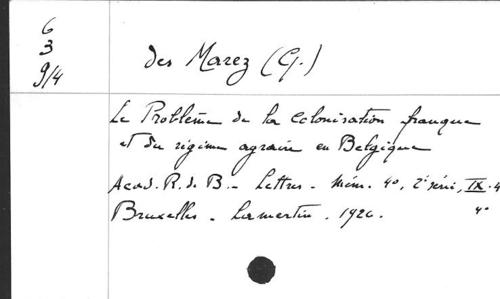 6
3
9/4
des Marez (G.)
Le Problème de la Colonisation franque
et du régime agraire en Belgique
Acad. R. d. B. - Lettres - Mém. 4°, 2e série, IX. 4
Bruxelles - Lamertin. 1926.
4°